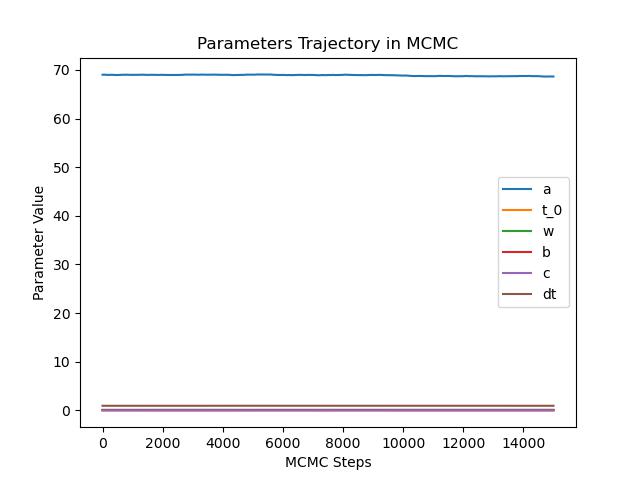 Parameters Trajectory in MCMC
70
60
50
40
30
20
10
0
Parameter Value
a
t_0
w
b
c
dt
0 2000 4000 6000 8000 10000 12000 14000
MCMC Steps